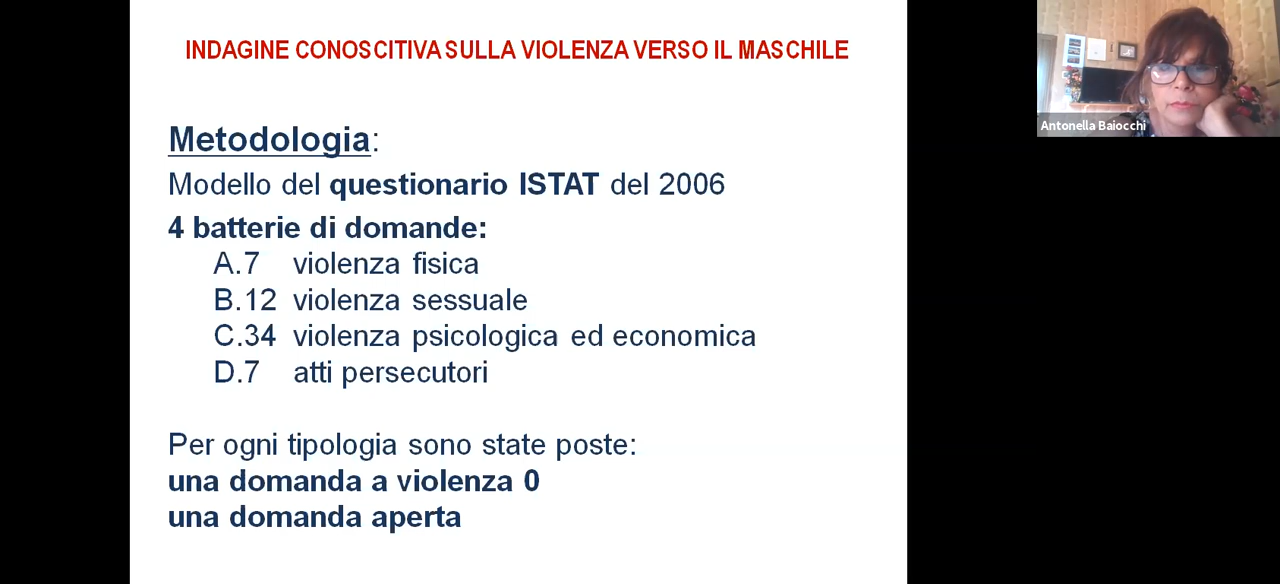 INDAGINE CONOSCITIVA SULLA VIOLENZA VERSO IL MASCHILE
Metodologia:
Modello del questionario ISTAT del 2006
4 batterie di domande:
A.7 violenza fisica
B.12 violenza sessuale
C.34 violenza psicologica ed economica
D.7 atti persecutori
Per ogni tipologia sono state poste:
una domanda a violenza 0
una domanda aperta
Antonella Baiocchi